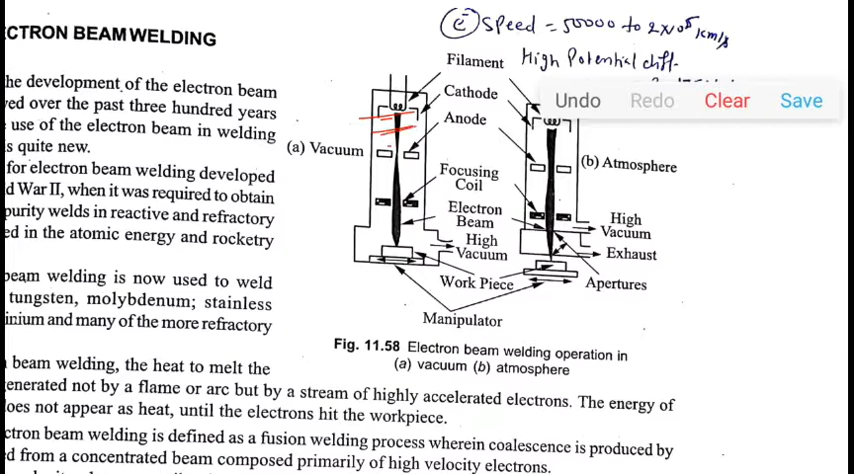 ē Speed = 50000 to 2×10⁵ km/s
High Potential diff-
Undo Redo Clear Save
CTRON BEAM WELDING
he development of the electron beam
ed over the past three hundred years
use of the electron beam in welding
s quite new.
for electron beam welding developed
d War II, when it was required to obtain
purity welds in reactive and refractory
ed in the atomic energy and rocketry
beam welding is now used to weld
tungsten, molybdenum; stainless
inium and many of the more refractory
Filament
Cathode
Anode
(a) Vacuum
Focusing
Coil
Electron
Beam
High
Vacuum
Work Piece
Manipulator
(b) Atmosphere
High
Vacuum
Exhaust
Apertures
Fig. 11.58 Electron beam welding operation in
(a) vacuum (b) atmosphere
beam welding, the heat to melt the
enerated not by a flame or arc but by a stream of highly accelerated electrons. The energy of
oes not appear as heat, until the electrons hit the workpiece.
ctron beam welding is defined as a fusion welding process wherein coalescence is produced by
d from a concentrated beam composed primarily of high velocity electrons.